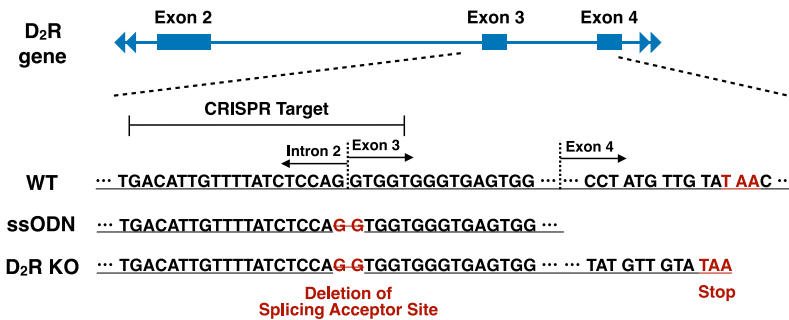 D₂R gene
Exon 2 Exon 3 Exon 4
CRISPR Target
Intron 2 Exon 3 Exon 4
WT ··· TGACATTGTTTTATCTCCAG GTGGTGGGTGAGTGG ··· ··· CCT ATG TTG TAT AAC ··
ssODN ··· TGACATTGTTTTATCTCCAG GTGGTGGGTGAGTGG ···
D₂R KO ··· TGACATTGTTTTATCTCCAG GTGGTGGGTGAGTGG ··· ··· TAT GTT GTA TAA
Deletion of
Splicing Acceptor Site
Stop